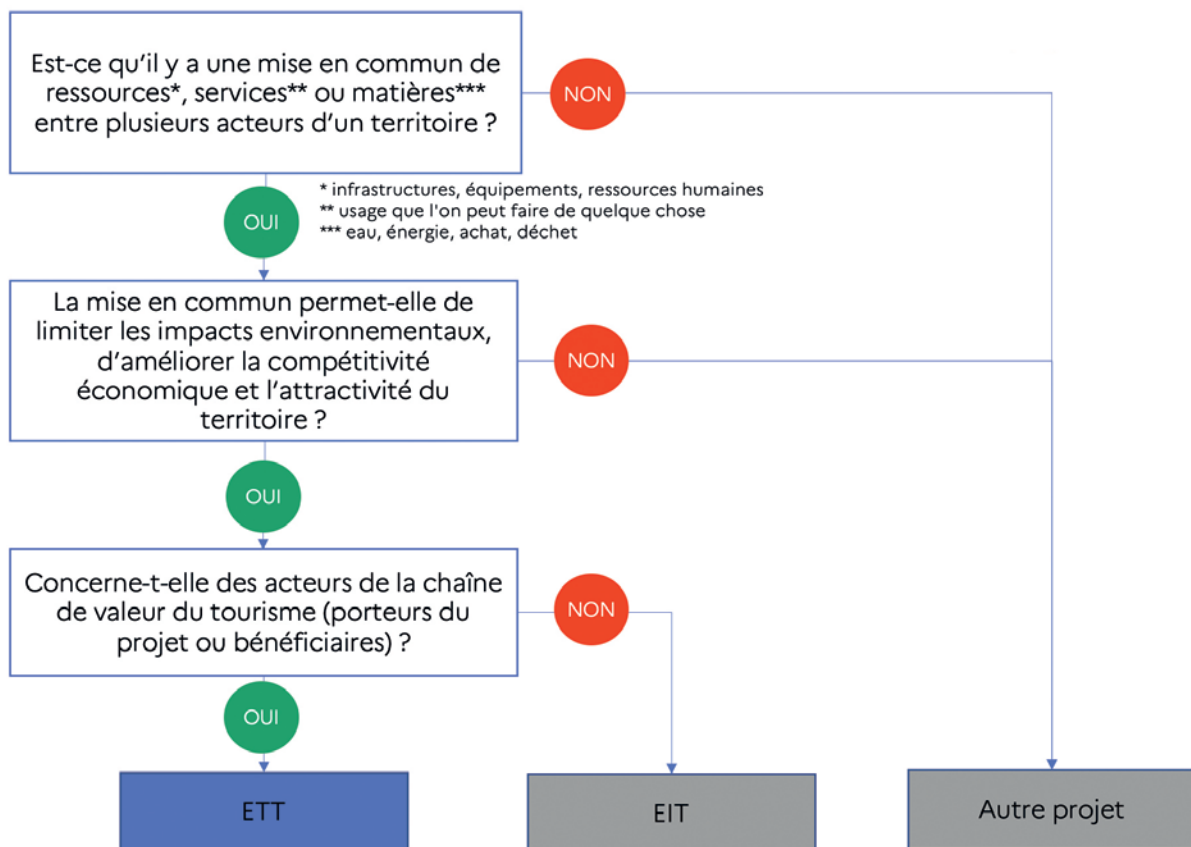 Est-ce qu'il y a une mise en commun de
ressources*, services** ou matières***
entre plusieurs acteurs d'un territoire ?
NON
* infrastructures, équipements, ressources humaines
** usage que l'on peut faire de quelque chose
*** eau, énergie, achat, déchet
OUI
La mise en commun permet-elle de
limiter les impacts environnementaux,
d'améliorer la compétitivité
économique et l'attractivité du
territoire ?
NON
OUI
Concerne-t-elle des acteurs de la chaîne
de valeur du tourisme (porteurs du
projet ou bénéficiaires) ?
NON
OUI
ETT
EIT
Autre projet